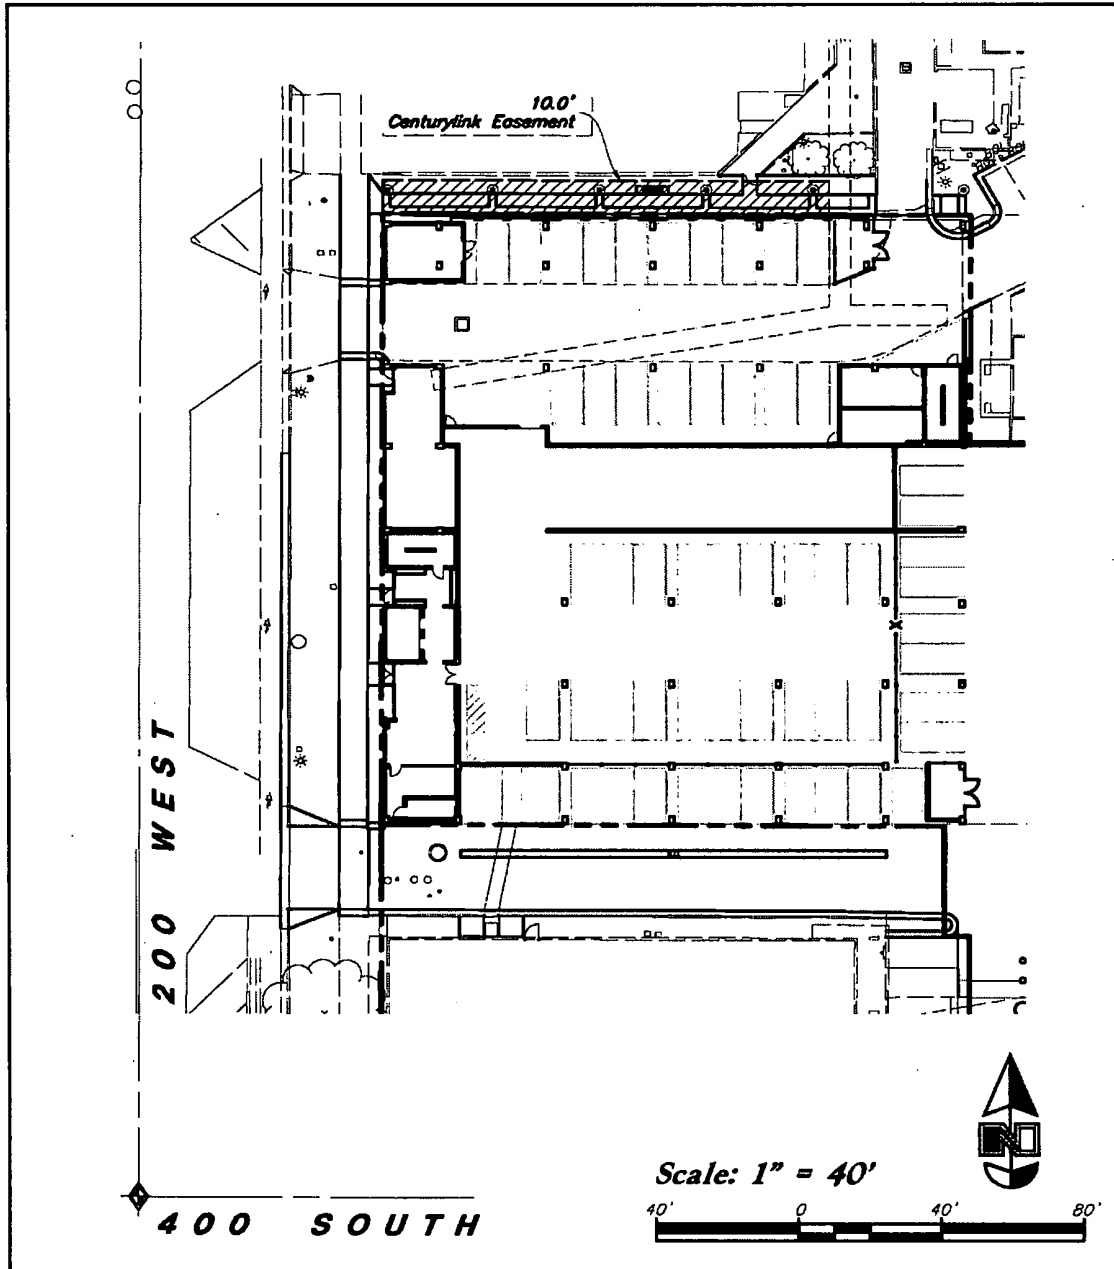 10.0'
Centurylink Easement
200 WEST
400 SOUTH
N
Scale: 1" = 40'
40' 0 40' 80'